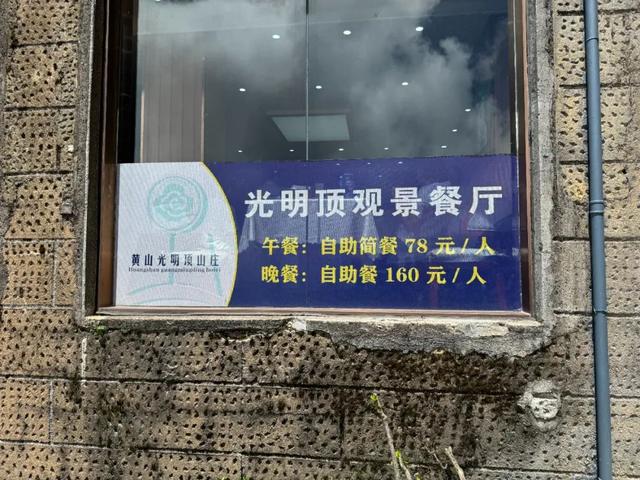 光明顶观景餐厅
午餐：自助简餐 78 元 / 人
晚餐：自助餐 160 元 / 人
黄山光明顶山庄
Huangshan guangmingding hotel